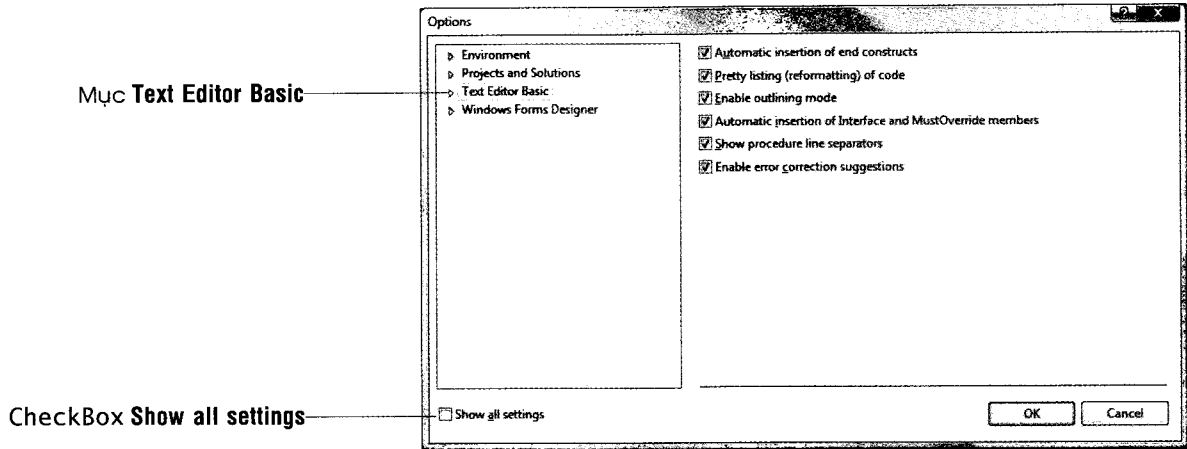 Options
Environment
Projects and Solutions
Text Editor Basic
Windows Forms Designer
Automatic insertion of end constructs
Pretty listing (reformatting) of code
Enable outlining mode
Automatic insertion of Interface and MustOverride members
Show procedure line separators
Enable error correction suggestions
Mục Text Editor Basic
CheckBox Show all settings
Show all settings
OK
Cancel